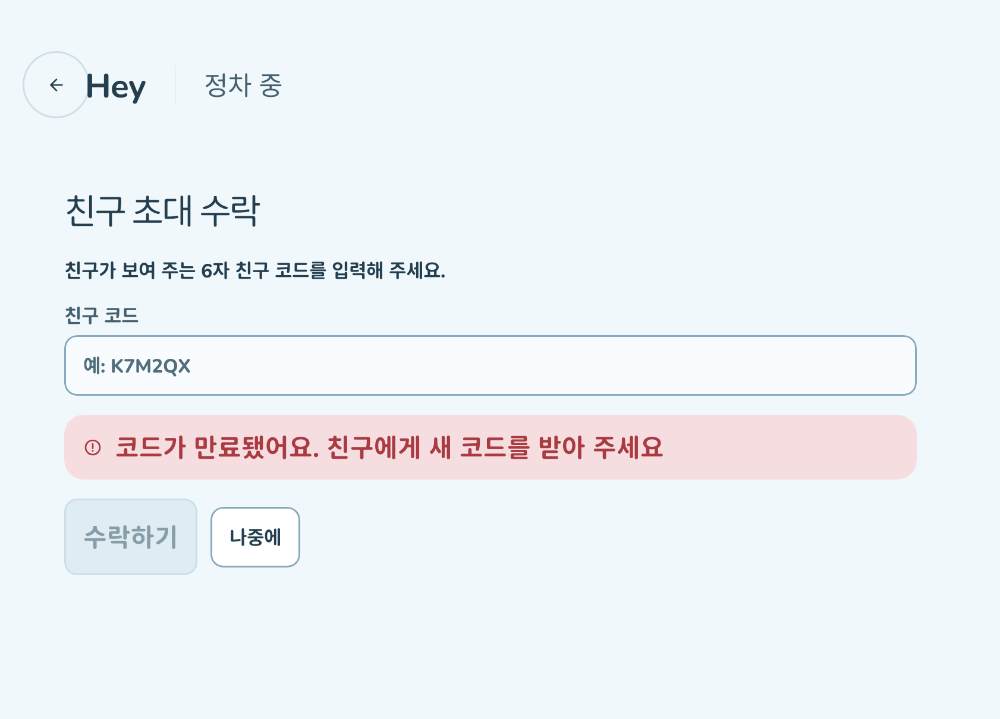 Hey
정차 중
친구 초대 수락
친구가 보여 주는 6자 친구 코드를 입력해 주세요.
친구 코드
예: K7M2QX
코드가 만료됐어요. 친구에게 새 코드를 받아 주세요
수락하기
나중에